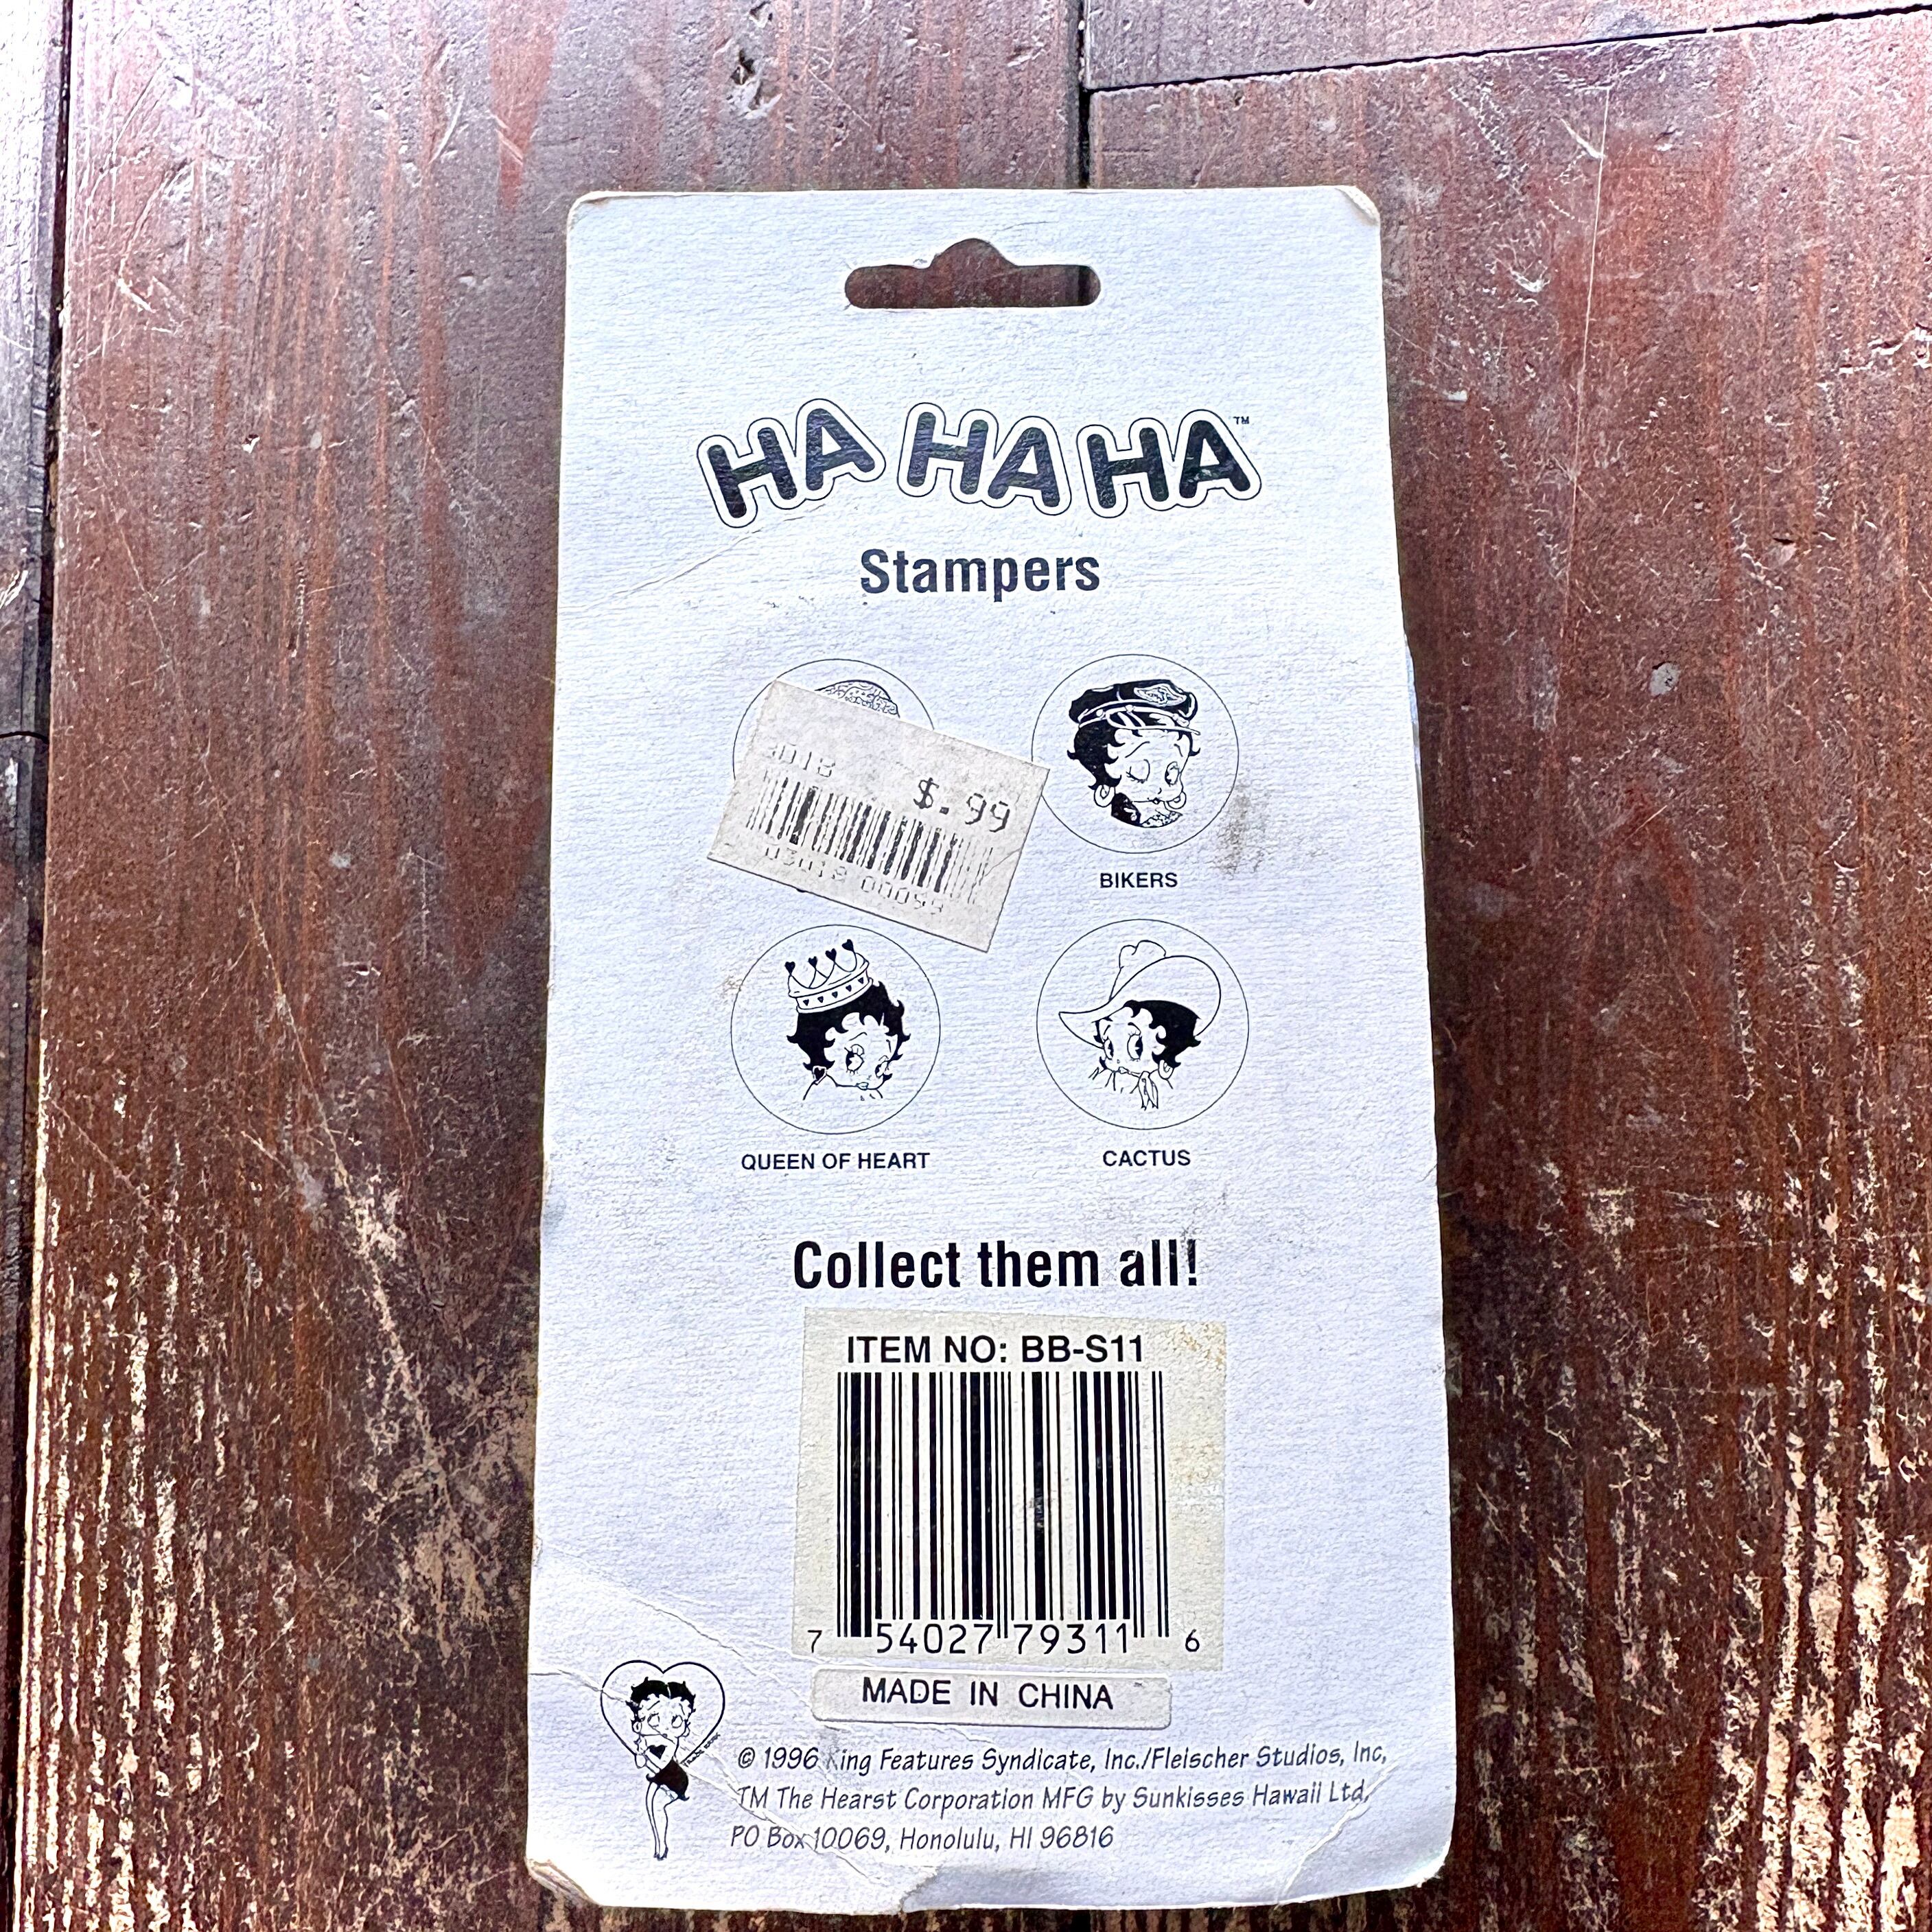 HA HA HA™
Stampers
$.99
BIKERS
QUEEN OF HEART
CACTUS
Collect them all!
ITEM NO: BB-S11
7 54027 79311 6
MADE IN CHINA
© 1996 King Features Syndicate, Inc./Fleischer Studios, Inc,
TM The Hearst Corporation MFG by Sunkisses Hawaii Ltd,
PO Box 10069, Honolulu, HI 96816